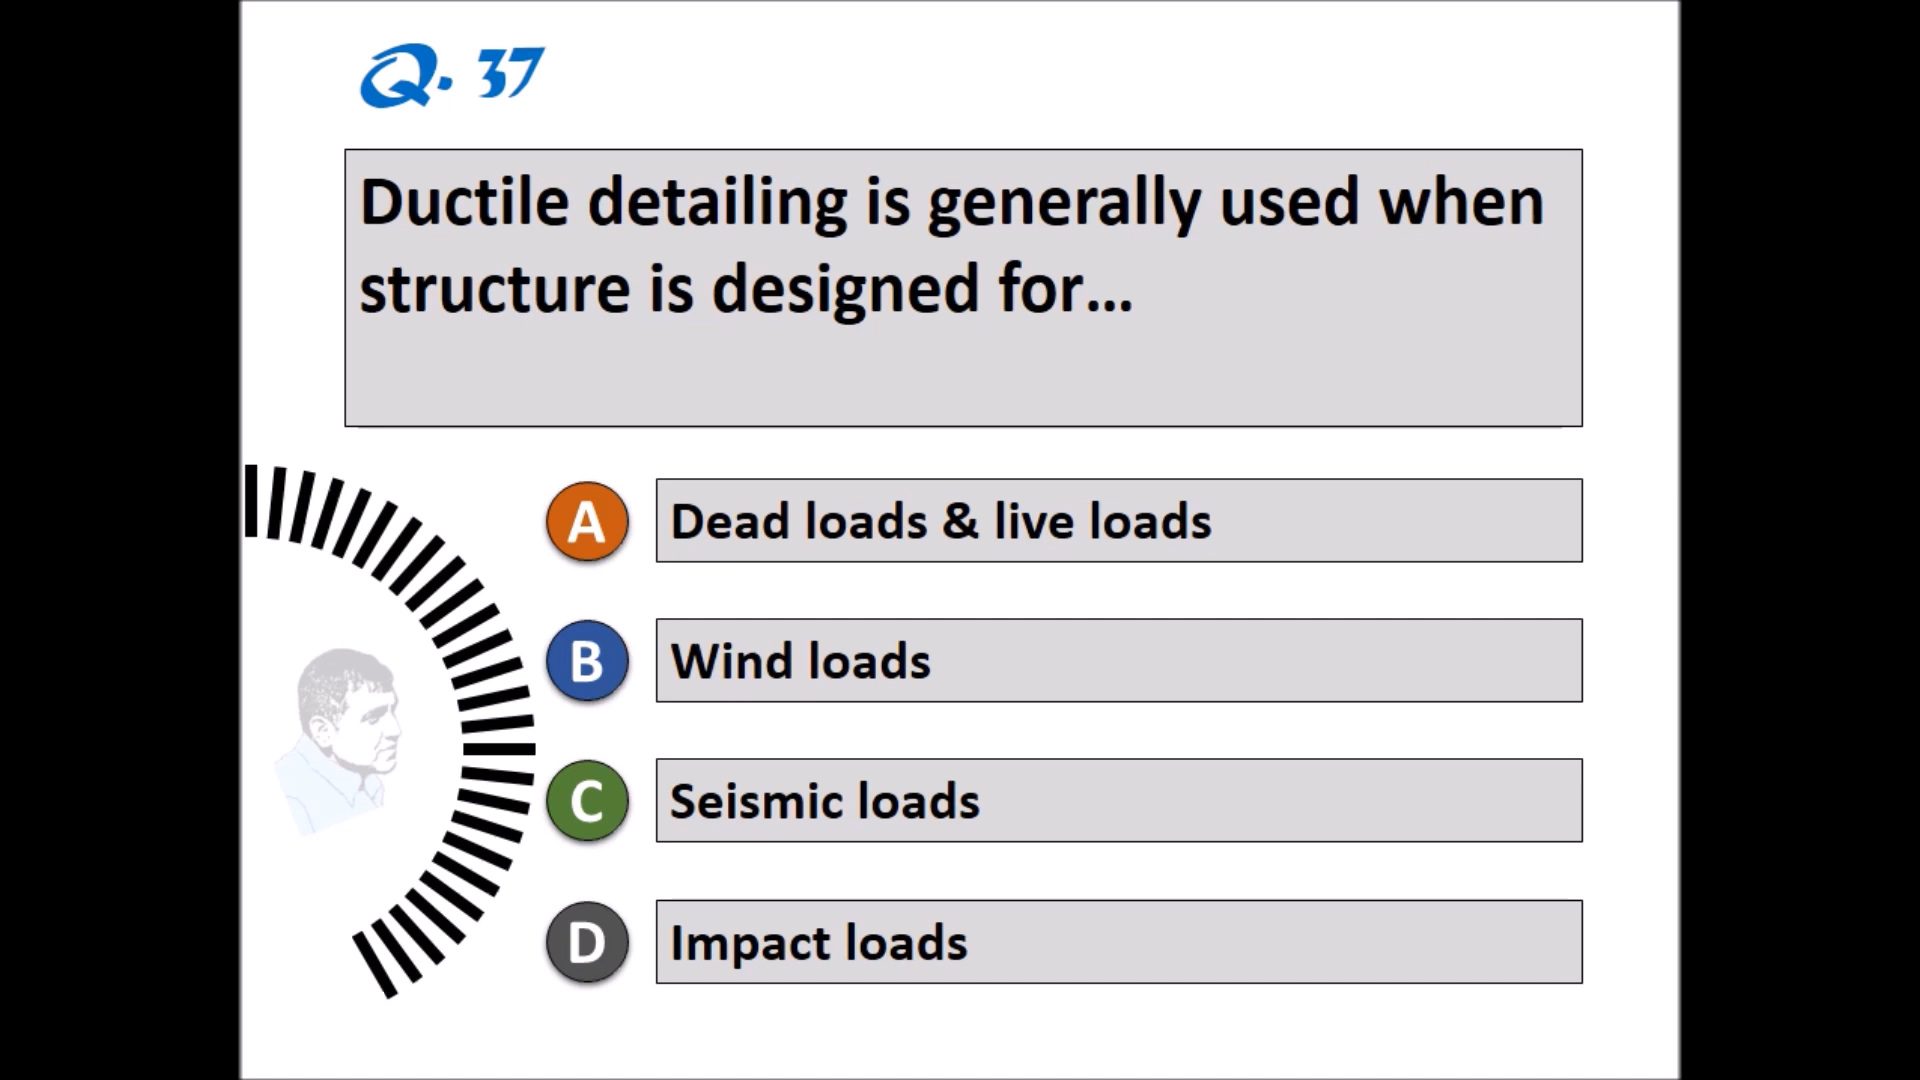 Q. 37
Ductile detailing is generally used when
structure is designed for...
A Dead loads & live loads
B Wind loads
C Seismic loads
D Impact loads